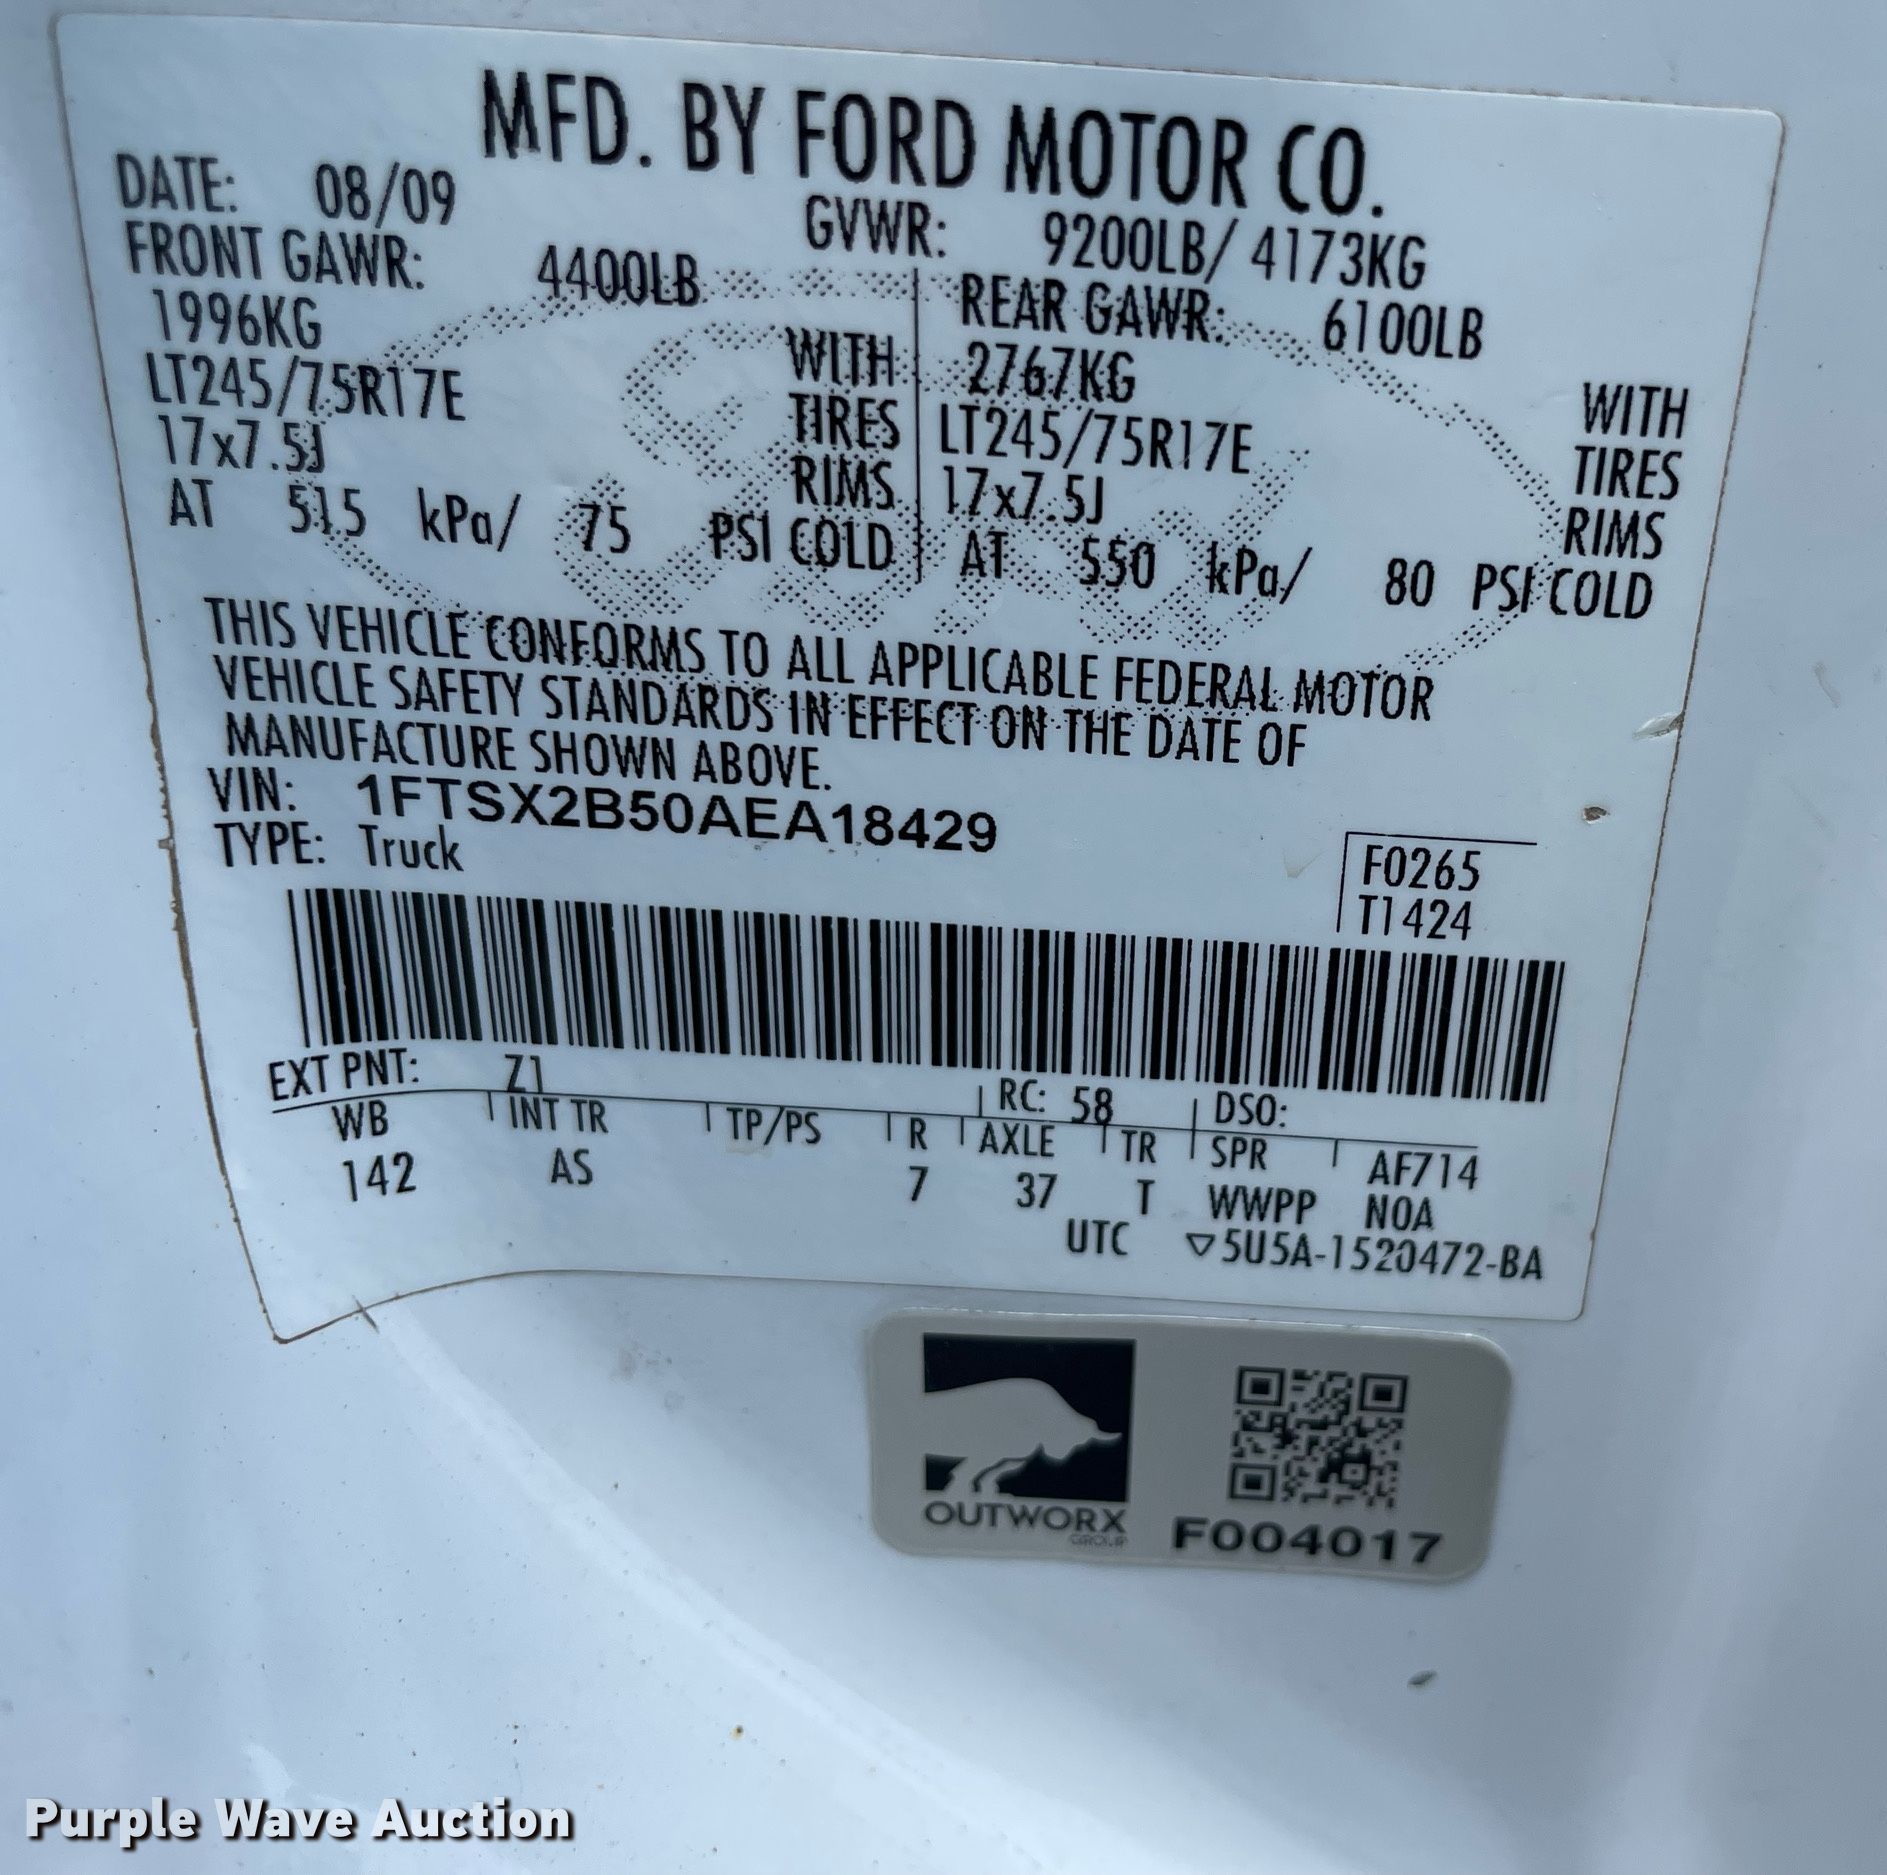 MFD. BY FORD MOTOR CO.
DATE: 08/09 GVWR: 9200LB/ 4173KG
FRONT GAWR: 4400LB REAR GAWR: 6100LB
1996KG WITH 2767KG WITH
LT245/75R17E TIRES LT245/75R17E TIRES
17x7.5J RIMS 17x7.5J RIMS
AT 515 kPa/ 75 PSI COLD AT 550 kPa/ 80 PSI COLD
THIS VEHICLE CONFORMS TO ALL APPLICABLE FEDERAL MOTOR
VEHICLE SAFETY STANDARDS IN EFFECT ON THE DATE OF
MANUFACTURE SHOWN ABOVE.
VIN: 1FTSX2B50AEA18429
TYPE: Truck
F0265
T1424
EXT PNT: Z1 RC: 58 DSO:
WB INT TR TP/PS R AXLE TR SPR AF714
142 AS 7 37 T WWPP NOA
UTC ▽5U5A-1520472-BA
OUTWORX
GROUP
F004017
Purple Wave Auction